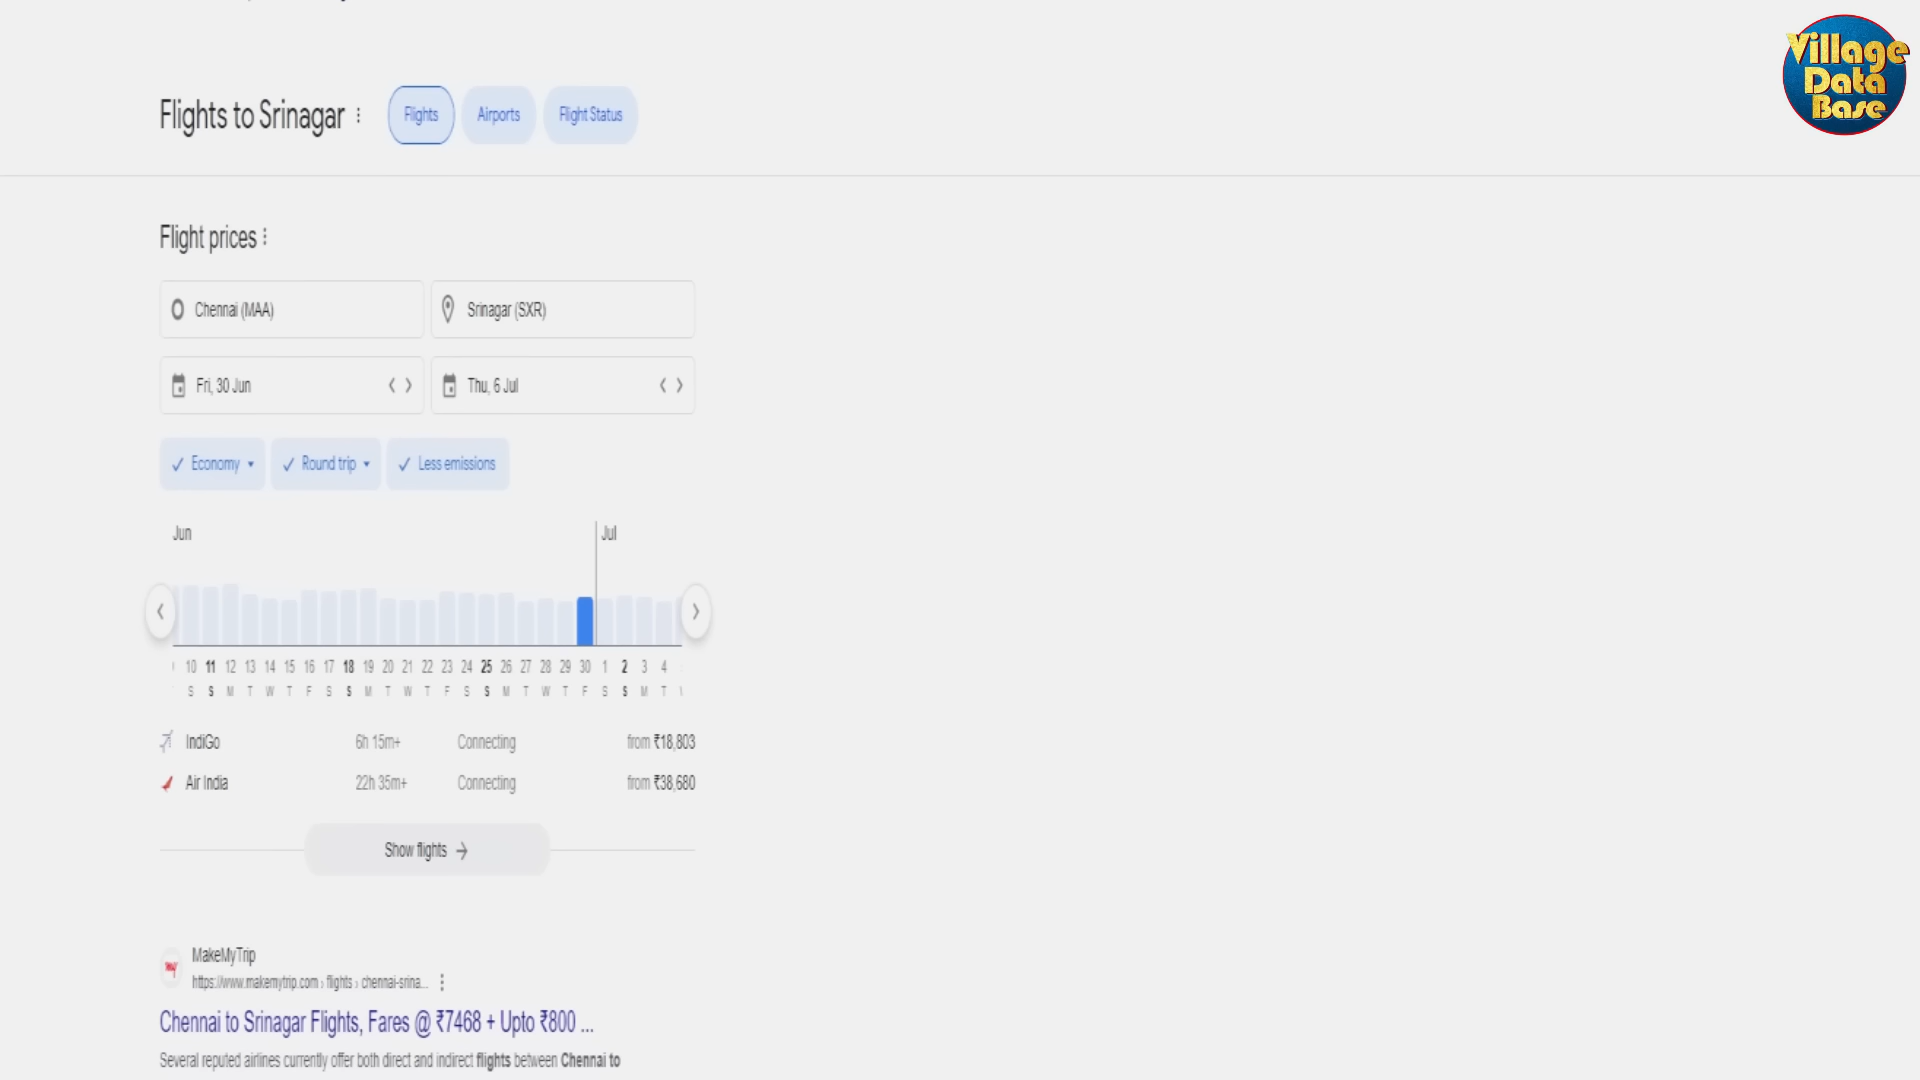 Village
Data
Base
Flights to Srinagar
Flights
Airports
Flight Status
Flight prices
Chennai (MAA)
Srinagar (SXR)
Fri, 30 Jun
Thu, 6 Jul
Economy
Round trip
Less emissions
Jun
Jul
10 11 12 13 14 15 16 17 18 19 20 21 22 23 24 25 26 27 28 29 30 1 2 3 4
S S M T W T F S S M T W T F S S M T W T F S S M T
IndiGo 6h 15m+ Connecting from ₹18,803
Air India 22h 35m+ Connecting from ₹38,680
Show flights
MakeMyTrip
https://www.makemytrip.com › flights › chennai-srina...
Chennai to Srinagar Flights, Fares @ ₹7468 + Upto ₹800 ...
Several reputed airlines currently offer both direct and indirect flights between Chennai to